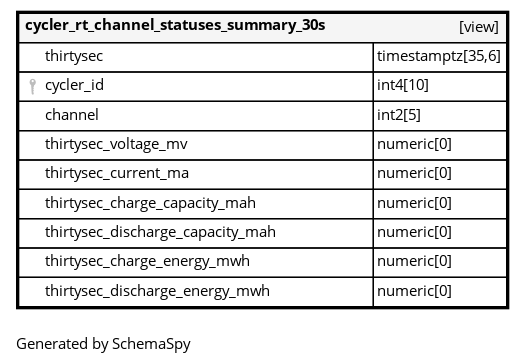 cycler_rt_channel_statuses_summary_30s [view]
thirtysec timestamptz[35,6]
cycler_id int4[10]
channel int2[5]
thirtysec_voltage_mv numeric[0]
thirtysec_current_ma numeric[0]
thirtysec_charge_capacity_mah numeric[0]
thirtysec_discharge_capacity_mah numeric[0]
thirtysec_charge_energy_mwh numeric[0]
thirtysec_discharge_energy_mwh numeric[0]
Generated by SchemaSpy